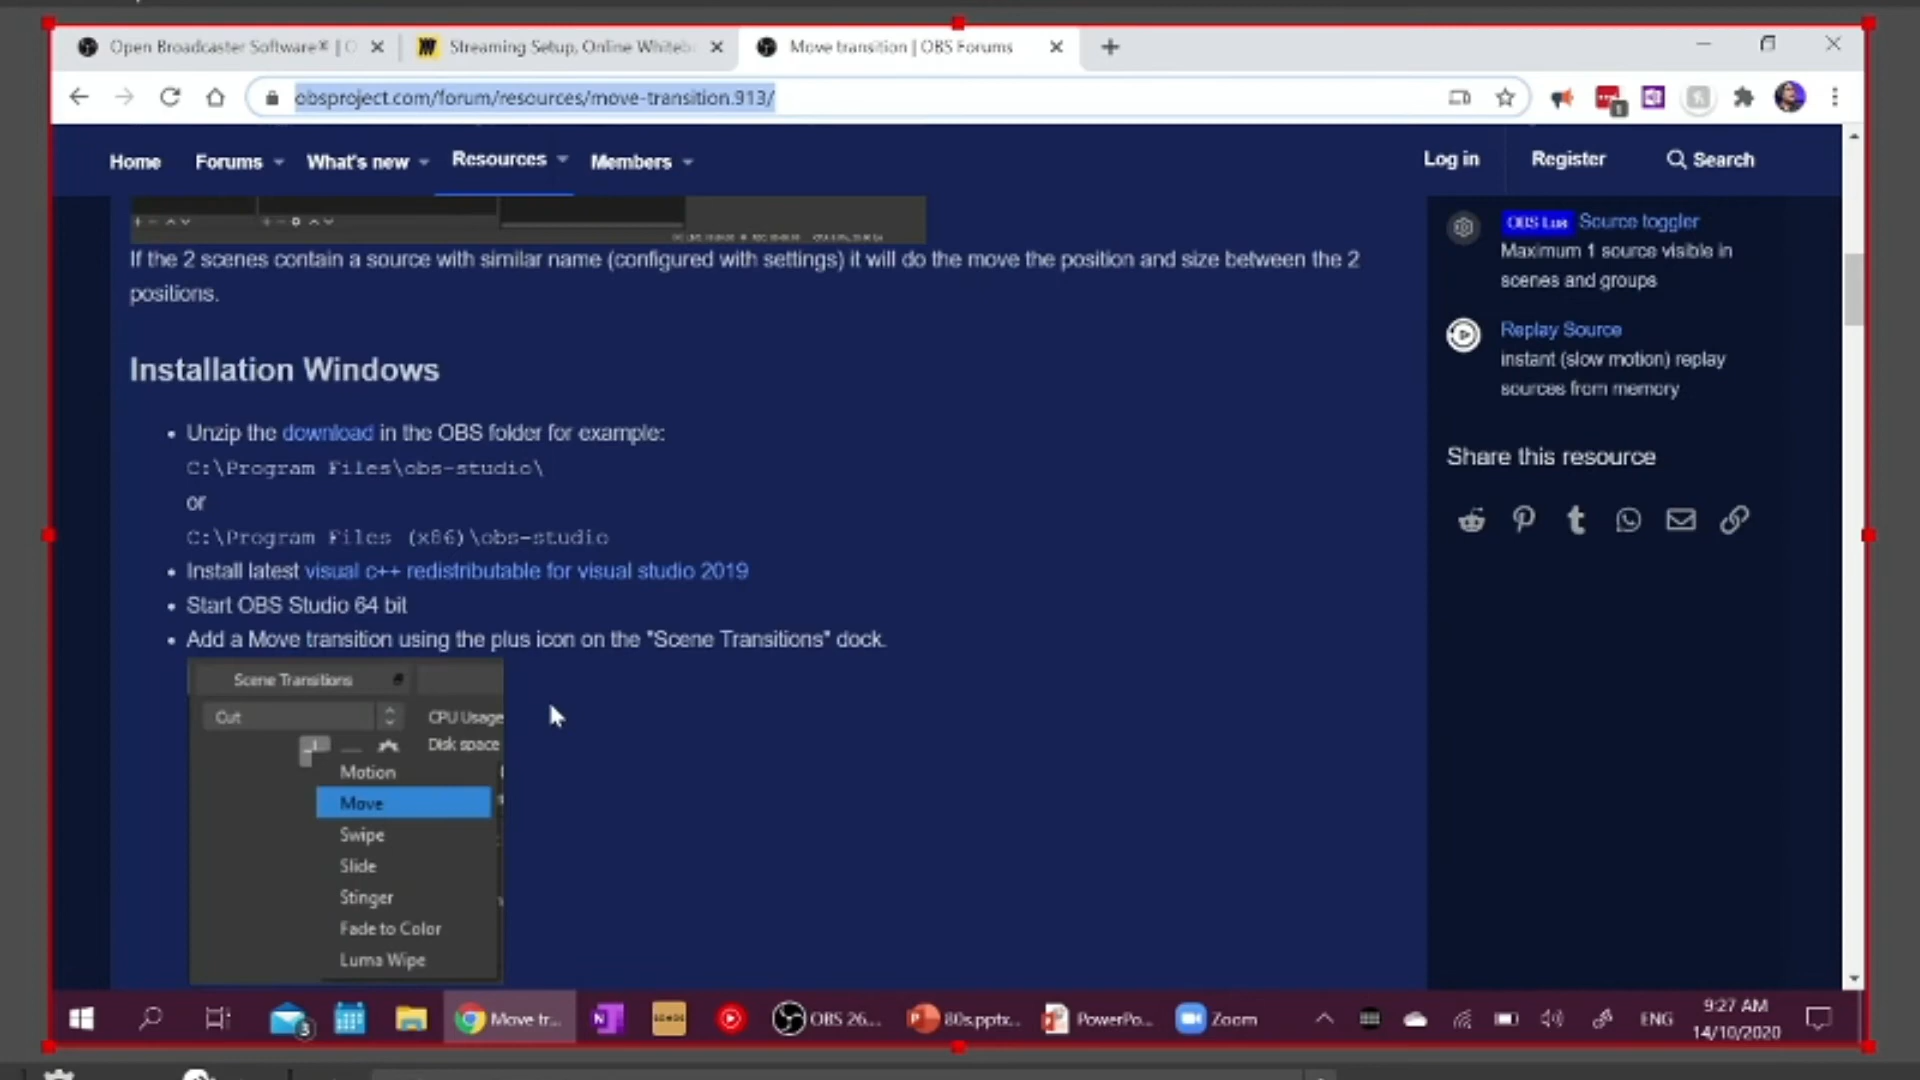 Open Broadcaster Software® | O
Streaming Setup, Online Whiteb
Move transition | OBS Forums
obsproject.com/forum/resources/move-transition.913/
Home
Forums
What's new
Resources
Members
Log in
Register
Search
If the 2 scenes contain a source with similar name (configured with settings) it will do the move the position and size between the 2
positions.
Installation Windows
• Unzip the download in the OBS folder for example:
C:\Program Files\obs-studio\
or
C:\Program Files (x86)\obs-studio
• Install latest visual c++ redistributable for visual studio 2019
• Start OBS Studio 64 bit
• Add a Move transition using the plus icon on the "Scene Transitions" dock.
Scene Transitions
Cut
CPU Usage
Disk space
Motion
Move
Swipe
Slide
Stinger
Fade to Color
Luma Wipe
OBS Lua Source toggler
Maximum 1 source visible in
scenes and groups
Replay Source
instant (slow motion) replay
sources from memory
Share this resource
3
Move tr...
OBS 26...
80s.pptx...
PowerPo...
Zoom
ENG
9:27 AM
14/10/2020